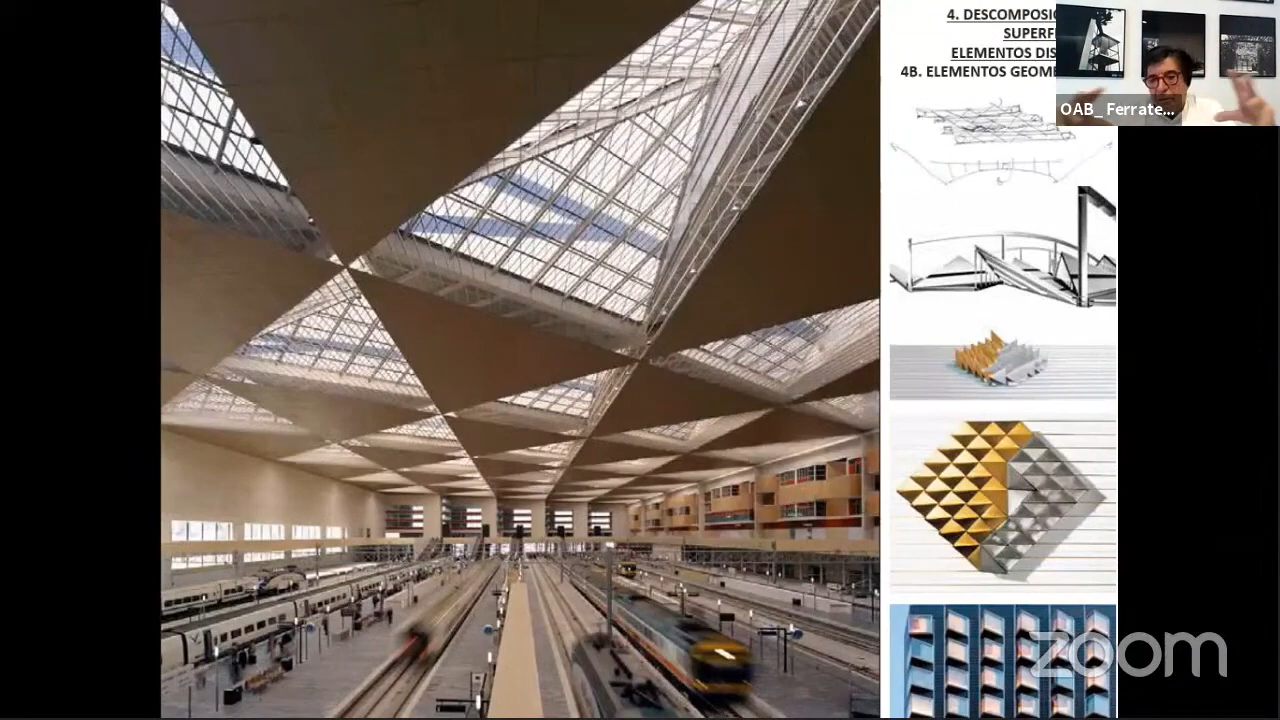 4. DESCOMPOSIC
SUPERF
ELEMENTOS DIS
4B. ELEMENTOS GEOME
OAB_ Ferrate...
zoom